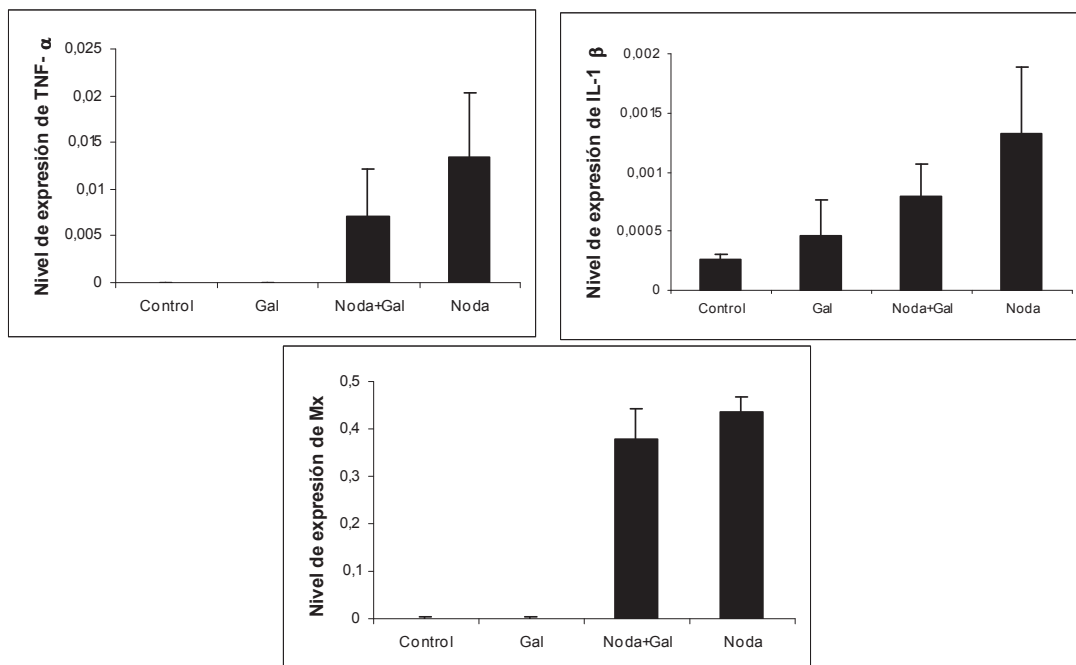 Nivel de expresión de TNF- α
0,025
0,02
0,015
0,01
0,005
0
Control Gal Noda+Gal Noda
Nivel de expresión de IL-1 β
0,002
0,0015
0,001
0,0005
0
Control Gal Noda+Gal Noda
Nivel de expresión de Mx
0,5
0,4
0,3
0,2
0,1
0
Control Gal Noda+Gal Noda